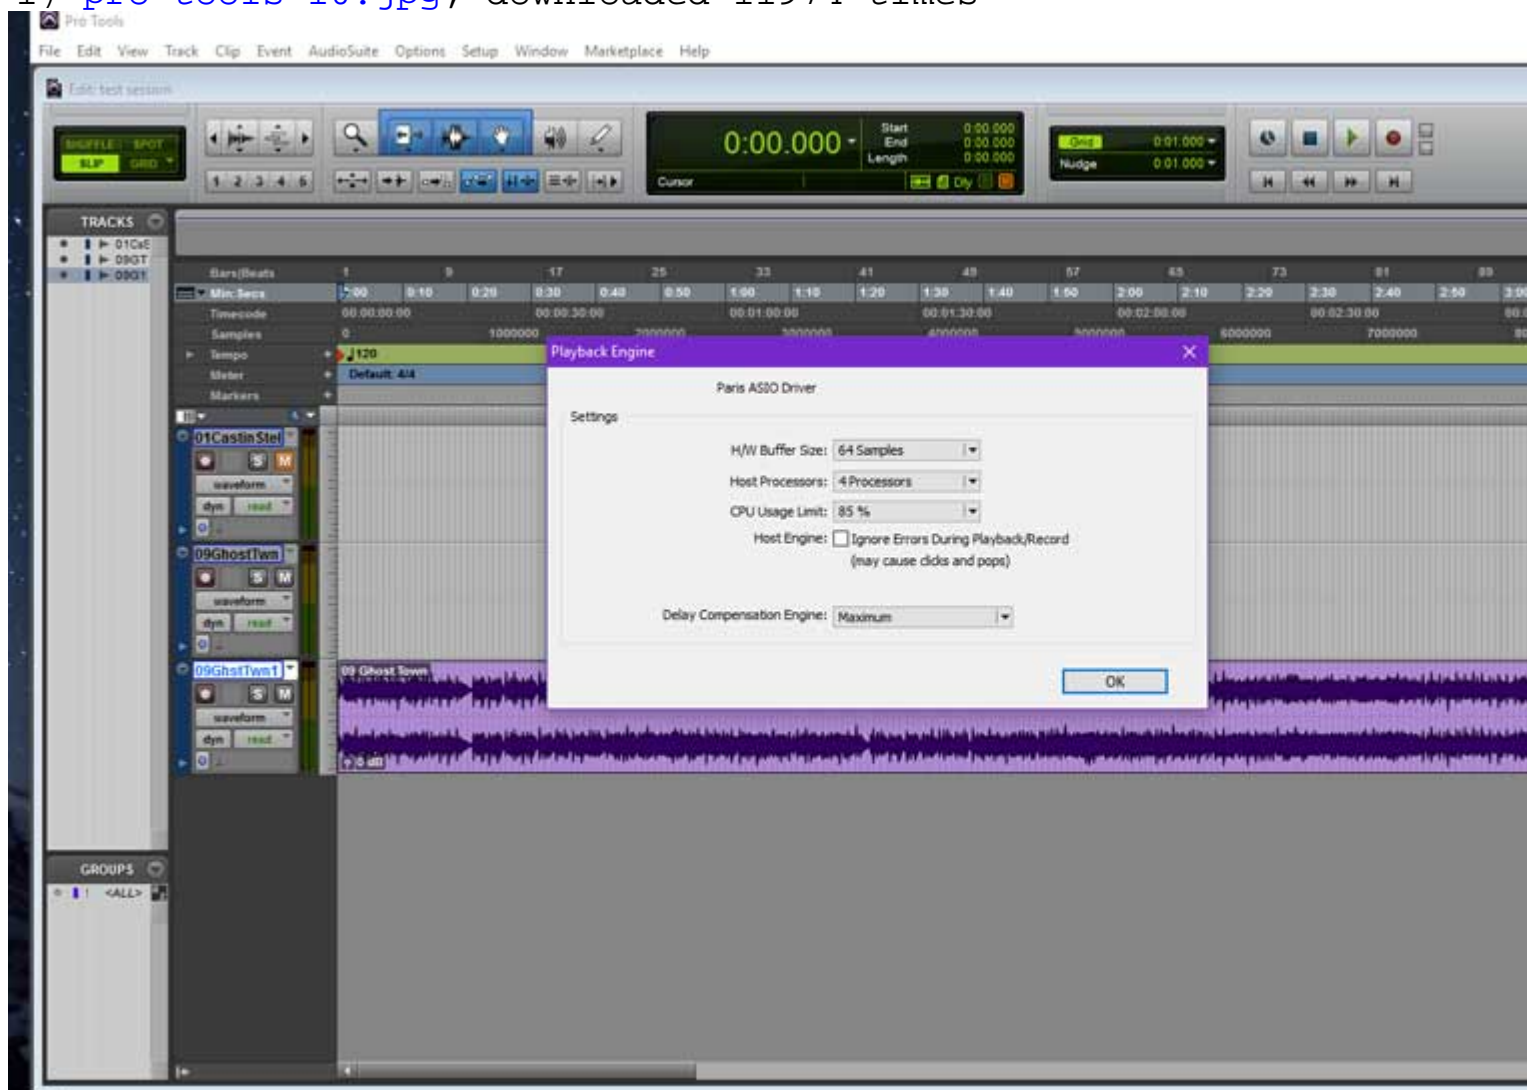 1) pro tools 10.jpg, downloaded 11974 times
Pro Tools
File Edit View Track Clip Event AudioSuite Options Setup Window Marketplace Help
Edit: test session
SHUFFLE SPOT
SLIP GRID
1 2 3 4 5
0:00.000
Start 0:00.000
End 0:00.000
Length 0:00.000
Cursor
Dly
Grid 0:01.000
Nudge 0:01.000
TRACKS
01CsS
09GT
09GT
Bars|Beats 1 9 17 25 33 41 49 57 65 73 81 89
Min:Secs 0:00 0:10 0:20 0:30 0:40 0:50 1:00 1:10 1:20 1:30 1:40 1:50 2:00 2:10 2:20 2:30 2:40 2:50 3:00
Timecode 00:00:00:00 00:00:30:00 00:01:00:00 00:01:30:00 00:02:00:00 00:02:30:00
Samples 0 1000000 2000000 3000000 4000000 5000000 6000000 7000000
Tempo 120
Meter Default: 4/4
Markers
Playback Engine
Paris ASIO Driver
Settings
H/W Buffer Size: 64 Samples
Host Processors: 4 Processors
CPU Usage Limit: 85 %
Host Engine: Ignore Errors During Playback/Record
(may cause clicks and pops)
Delay Compensation Engine: Maximum
OK
01CastinStel
S M
waveform
dyn read
09GhostTwn
S M
waveform
dyn read
09GhstTwn1
S M
waveform
dyn read
09 Ghost Town
0 dB
GROUPS
! <ALL>